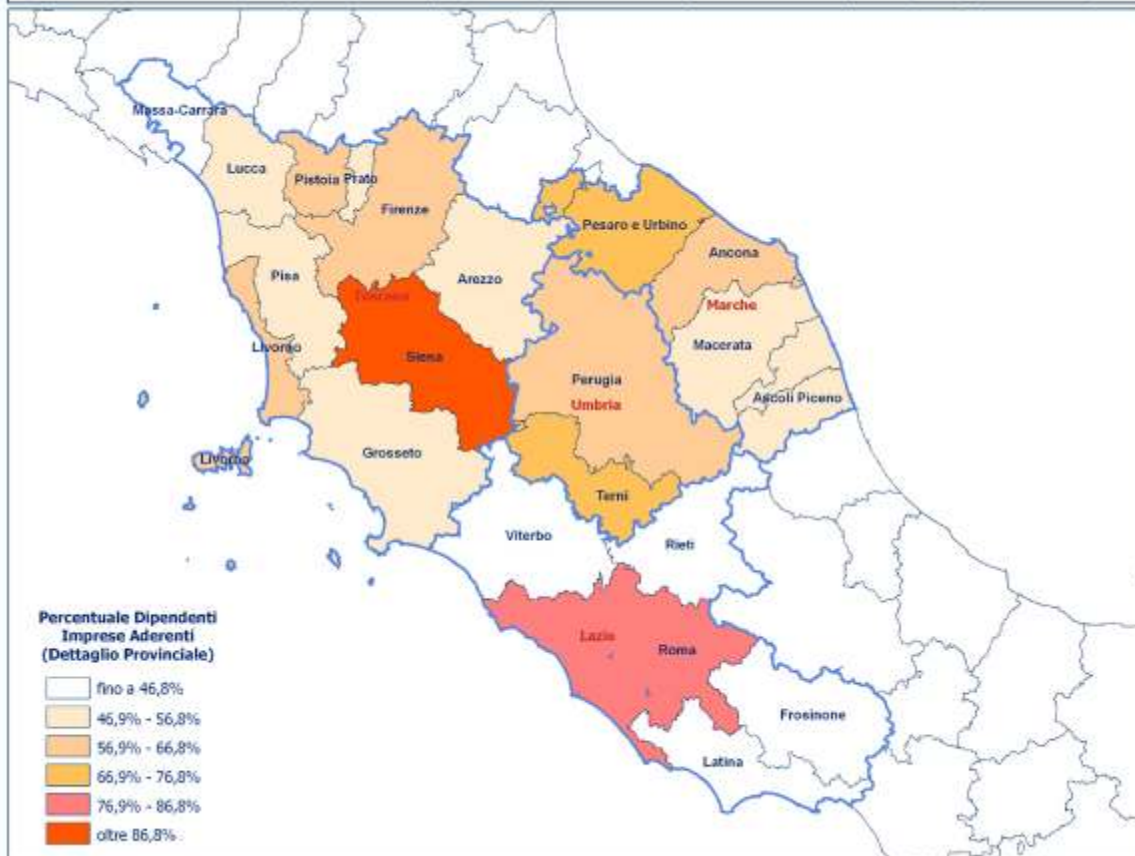 Massa-Carrara
Lucca
Pistoia
Prato
Firenze
Pesaro e Urbino
Ancona
Pisa
Arezzo
Toscana
Marche
Macerata
Livorno
Siena
Perugia
Umbria
Ascoli Piceno
Grosseto
Livorno
Terni
Viterbo
Rieti
Lazio
Roma
Frosinone
Latina
Percentuale Dipendenti
Imprese Aderenti
(Dettaglio Provinciale)
fino a 46,8%
46,9% - 56,8%
56,9% - 66,8%
66,9% - 76,8%
76,9% - 86,8%
oltre 86,8%